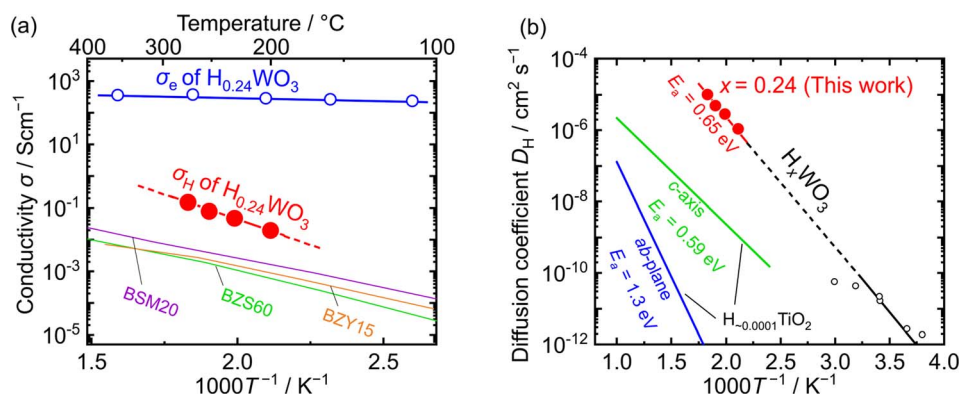 (a)
Temperature / °C
400 300 200 100
10⁵
10³
10¹
10⁻¹
10⁻³
10⁻⁵
Conductivity σ / Scm⁻¹
σₑ of H₀.₂₄WO₃
σ_H of H₀.₂₄WO₃
BSM20
BZS60
BZY15
1.5 2.0 2.5
1000T⁻¹ / K⁻¹
(b)
10⁻⁴
10⁻⁶
10⁻⁸
10⁻¹⁰
10⁻¹²
Diffusion coefficient D_H / cm² s⁻¹
x = 0.24 (This work)
Eₐ = 0.65 eV
HₓWO₃
c-axis
Eₐ = 0.59 eV
ab-plane
Eₐ = 1.3 eV
H~₀.₀₀₀₁TiO₂
1.0 1.5 2.0 2.5 3.0 3.5 4.0
1000T⁻¹ / K⁻¹